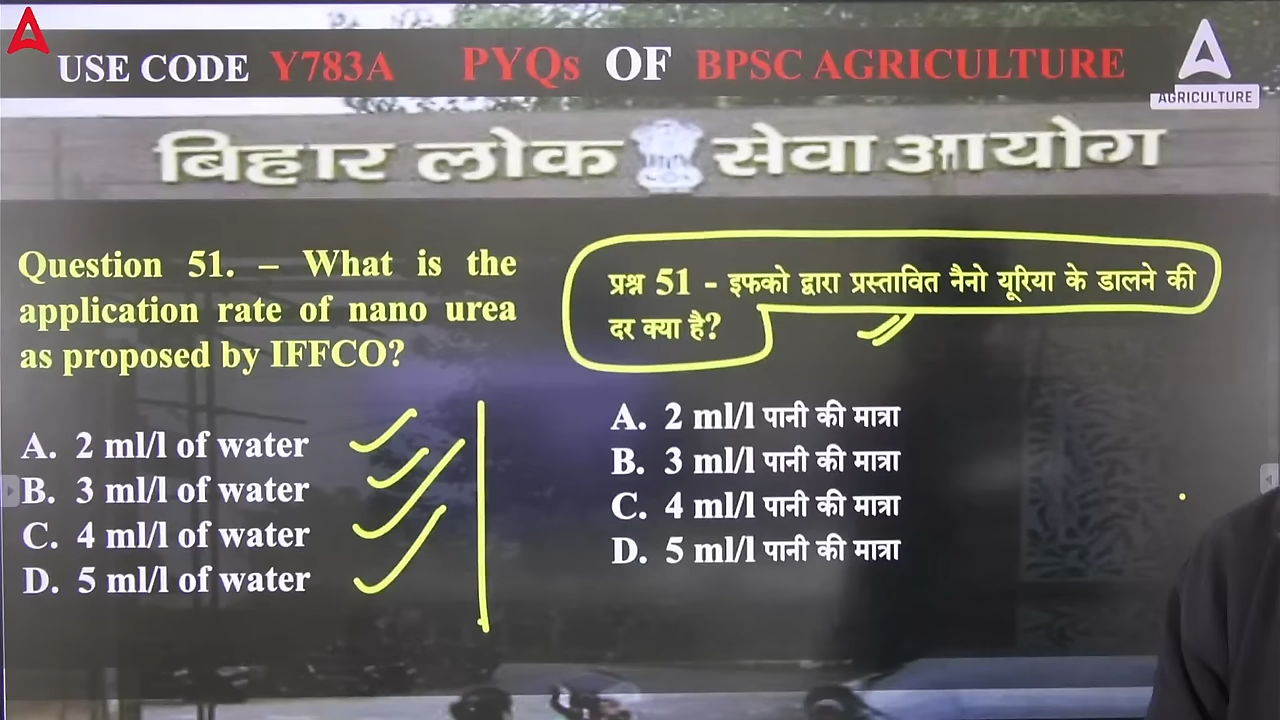 USE CODE Y783A PYQs OF BPSC AGRICULTURE
AGRICULTURE
बिहार लोक सेवा आयोग
Question 51. – What is the
application rate of nano urea
as proposed by IFFCO?
A. 2 ml/l of water
B. 3 ml/l of water
C. 4 ml/l of water
D. 5 ml/l of water
प्रश्न 51 - इफको द्वारा प्रस्तावित नैनो यूरिया के डालने की
दर क्या है?
A. 2 ml/l पानी की मात्रा
B. 3 ml/l पानी की मात्रा
C. 4 ml/l पानी की मात्रा
D. 5 ml/l पानी की मात्रा